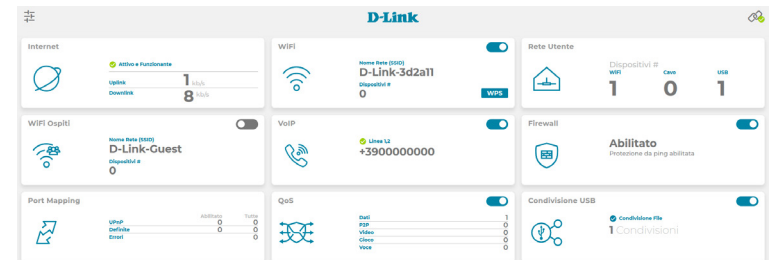 D-Link
Internet
Attivo e Funzionante
Uplink 1 kb/s
Downlink 8 kb/s
WiFi
Nome Rete (SSID)
D-Link-3d2a11
Dispositivi #
0
WPS
Rete Utente
Dispositivi #
WiFi Cavo USB
1 0 1
WiFi Ospiti
Nome Rete (SSID)
D-Link-Guest
Dispositivi #
0
VoIP
Linea 1,2
+3900000000
Firewall
Abilitato
Protezione da ping abilitata
Port Mapping
Abilitato Tutte
UPnP 0 0
Definite 0 0
Errori 0
QoS
Dati 1
P2P 0
Video 0
Gioco 0
Voce 0
Condivisione USB
Condivisione File
1 Condivisioni